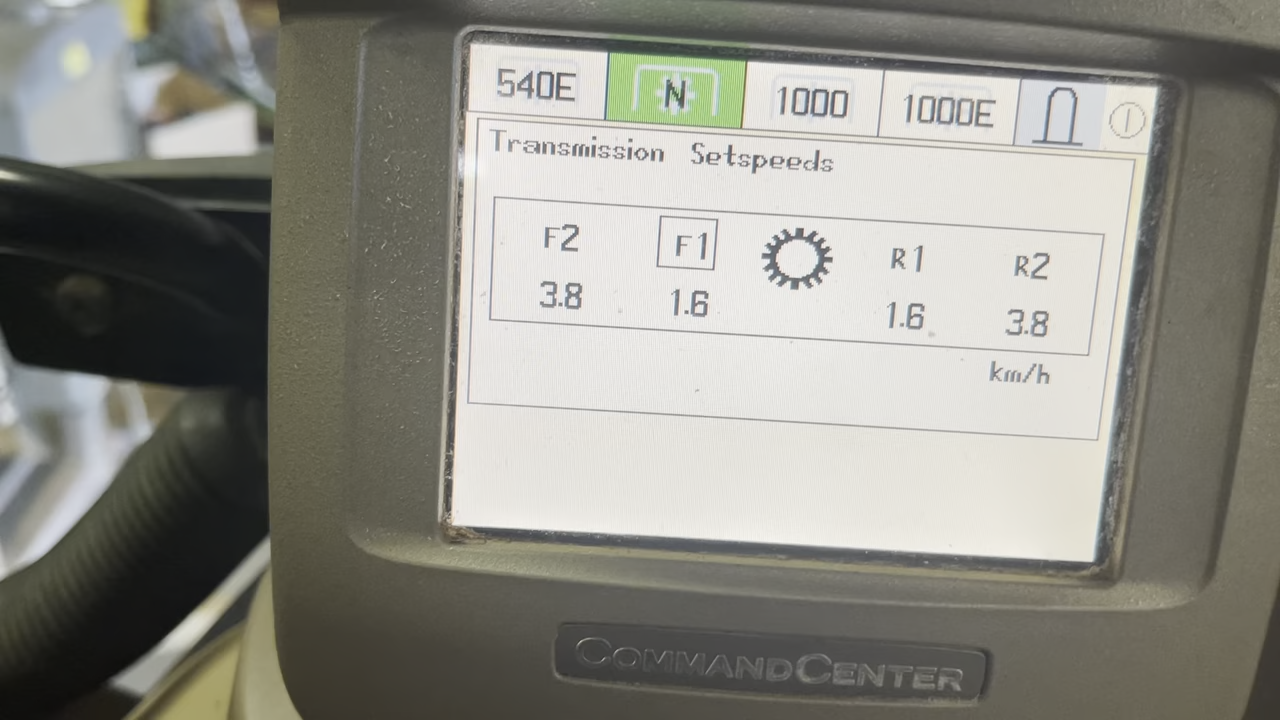 540E N 1000 1000E
Transmission Setspeeds
F2 F1 R1 R2
3.8 1.6 1.6 3.8
km/h
COMMANDCENTER